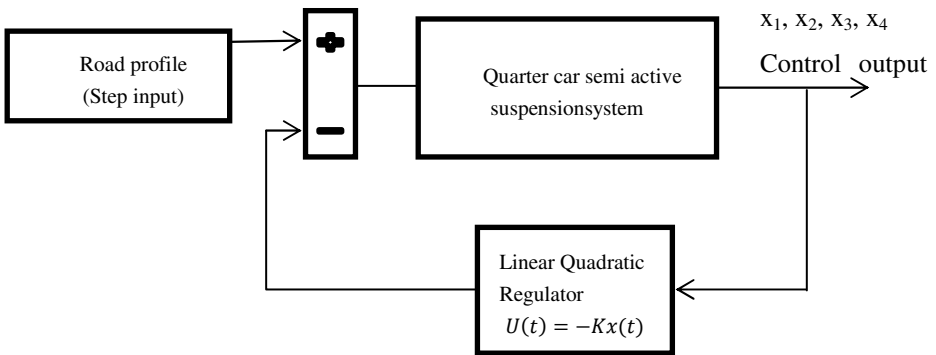 Road profile
(Step input)
+
−
Quarter car semi active
suspensionsystem
x₁, x₂, x₃, x₄
Control output
Linear Quadratic
Regulator
U(t) = −Kx(t)